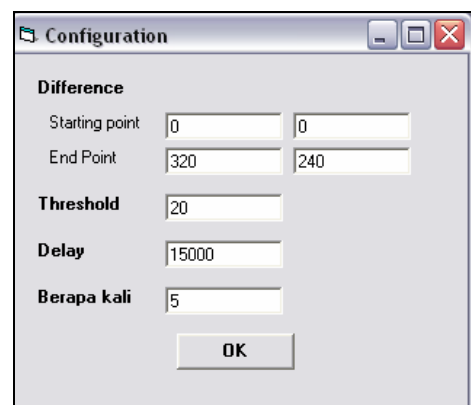 Configuration
Difference
Starting point 0 0
End Point 320 240
Threshold 20
Delay 15000
Berapa kali 5
OK